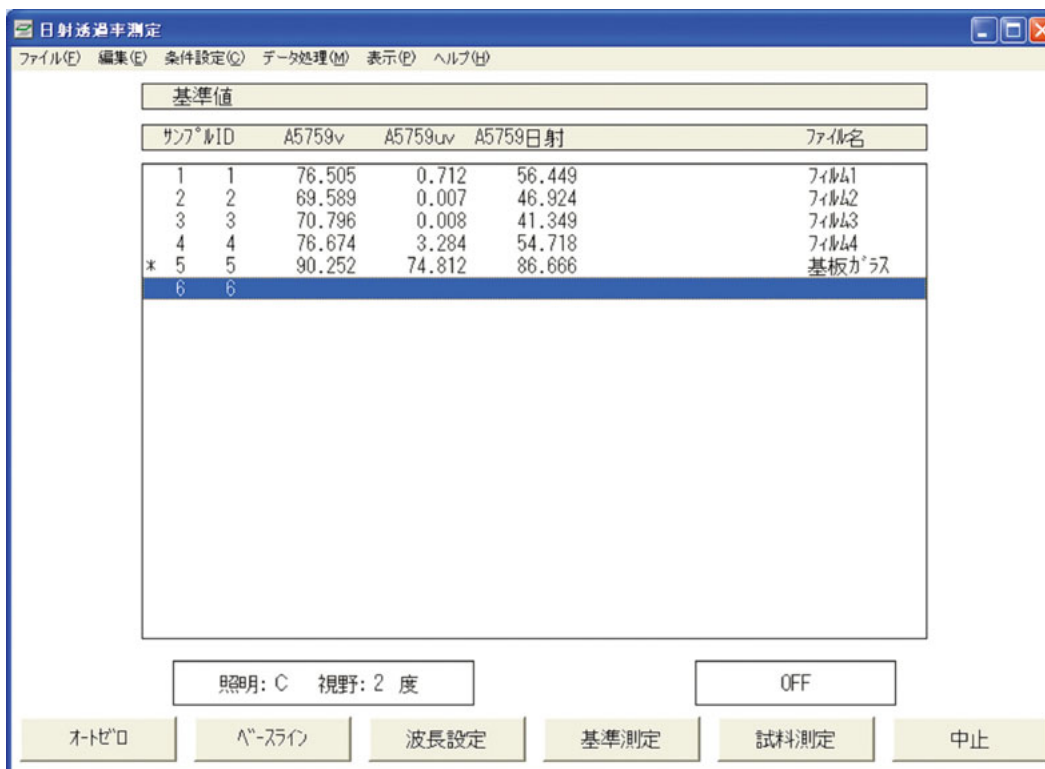 日射透過率測定
ファイル(F) 編集(E) 条件設定(C) データ処理(M) 表示(P) ヘルプ(H)
基準値
ｻﾝﾌﾟﾙID A5759v A5759uv A5759日射 ﾌｧｲﾙ名
1 1 76.505 0.712 56.449 ﾌｨﾙﾑ1
2 2 69.589 0.007 46.924 ﾌｨﾙﾑ2
3 3 70.796 0.008 41.349 ﾌｨﾙﾑ3
4 4 76.674 3.284 54.718 ﾌｨﾙﾑ4
* 5 5 90.252 74.812 86.666 基板ｶﾞﾗｽ
6 6
照明: C 視野: 2 度 OFF
ｵｰﾄｾﾞﾛ ﾍﾞｰｽﾗｲﾝ 波長設定 基準測定 試料測定 中止